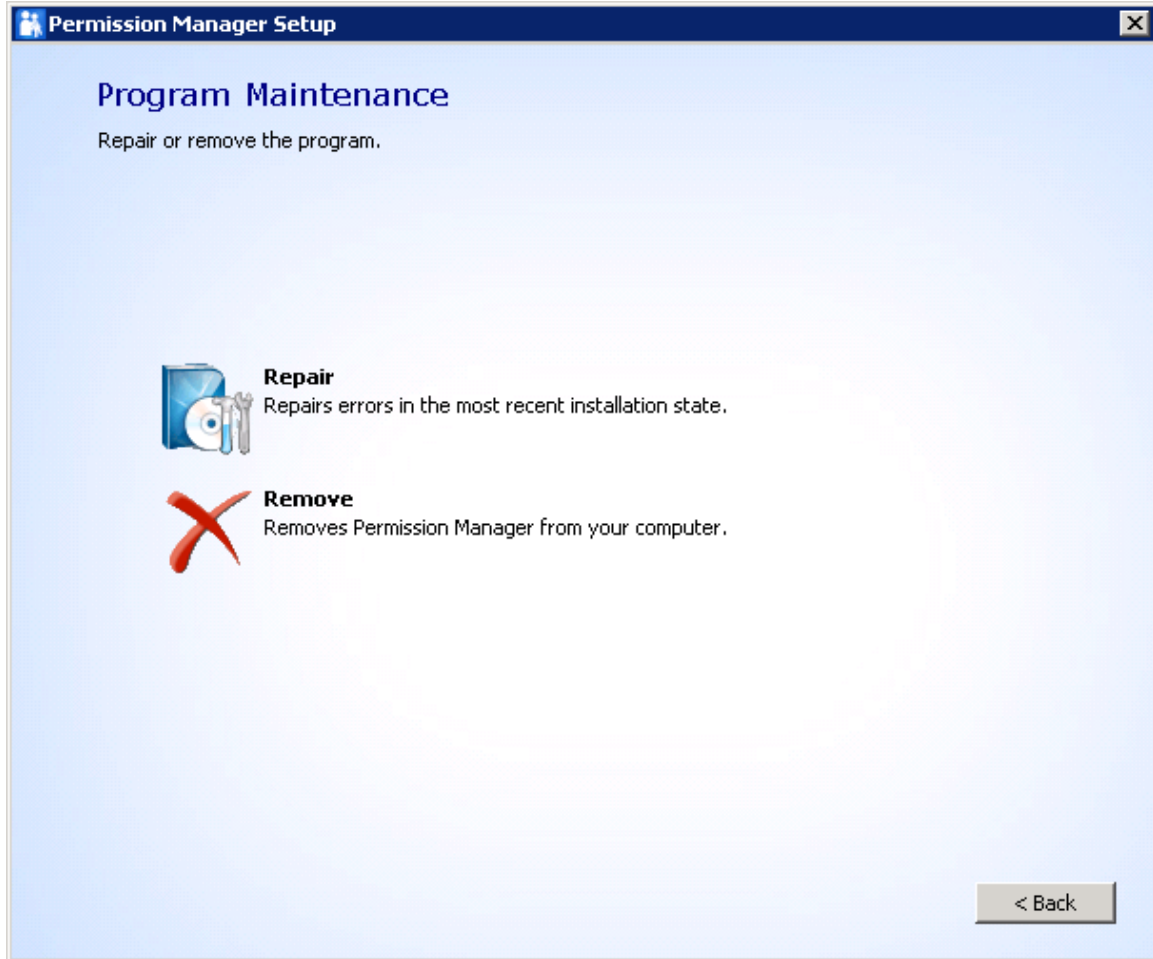 Permission Manager Setup
Program Maintenance
Repair or remove the program.
Repair
Repairs errors in the most recent installation state.
Remove
Removes Permission Manager from your computer.
< Back